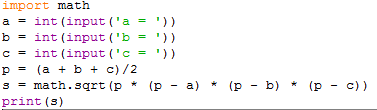 import math
a = int(input('a = '))
b = int(input('b = '))
c = int(input('c = '))
p = (a + b + c)/2
s = math.sqrt(p * (p - a) * (p - b) * (p - c))
print(s)